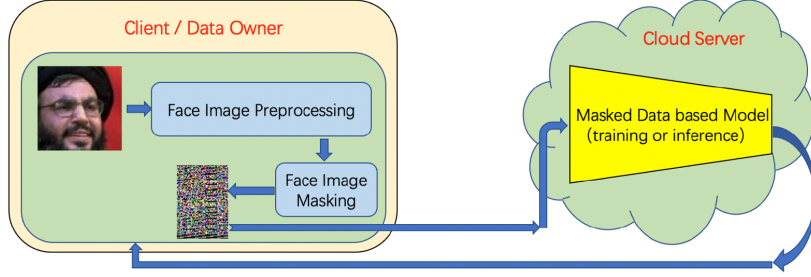 Client / Data Owner
Cloud Server
Face Image Preprocessing
Masked Data based Model
(training or inference)
Face Image
Masking